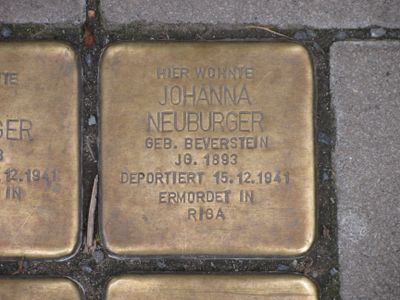 HIER WOHNTE
JOHANNA
NEUBURGER
GEB. BEVERSTEIN
JG. 1893
DEPORTIERT 15.12.1941
ERMORDET IN
RIGA